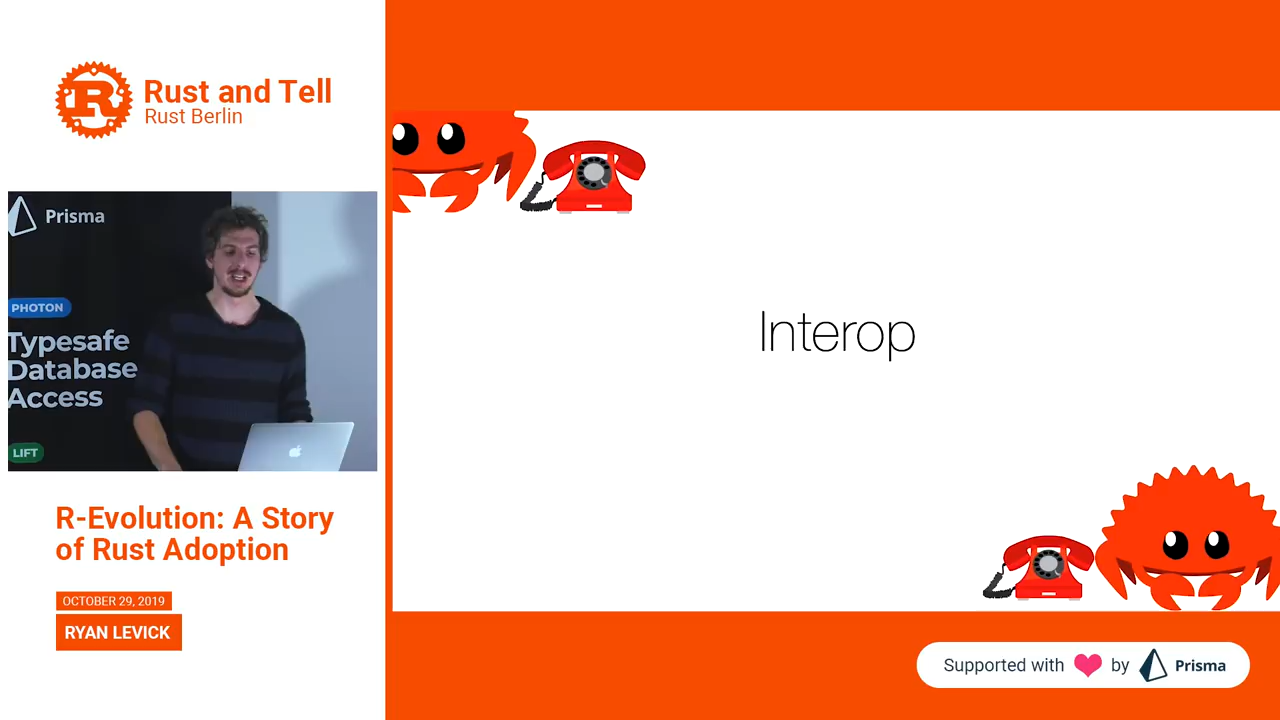 Rust and Tell
Rust Berlin
Prisma
PHOTON
Typesafe
Database
Access
LIFT
R-Evolution: A Story
of Rust Adoption
OCTOBER 29, 2019
RYAN LEVICK
Interop
Supported with by Prisma